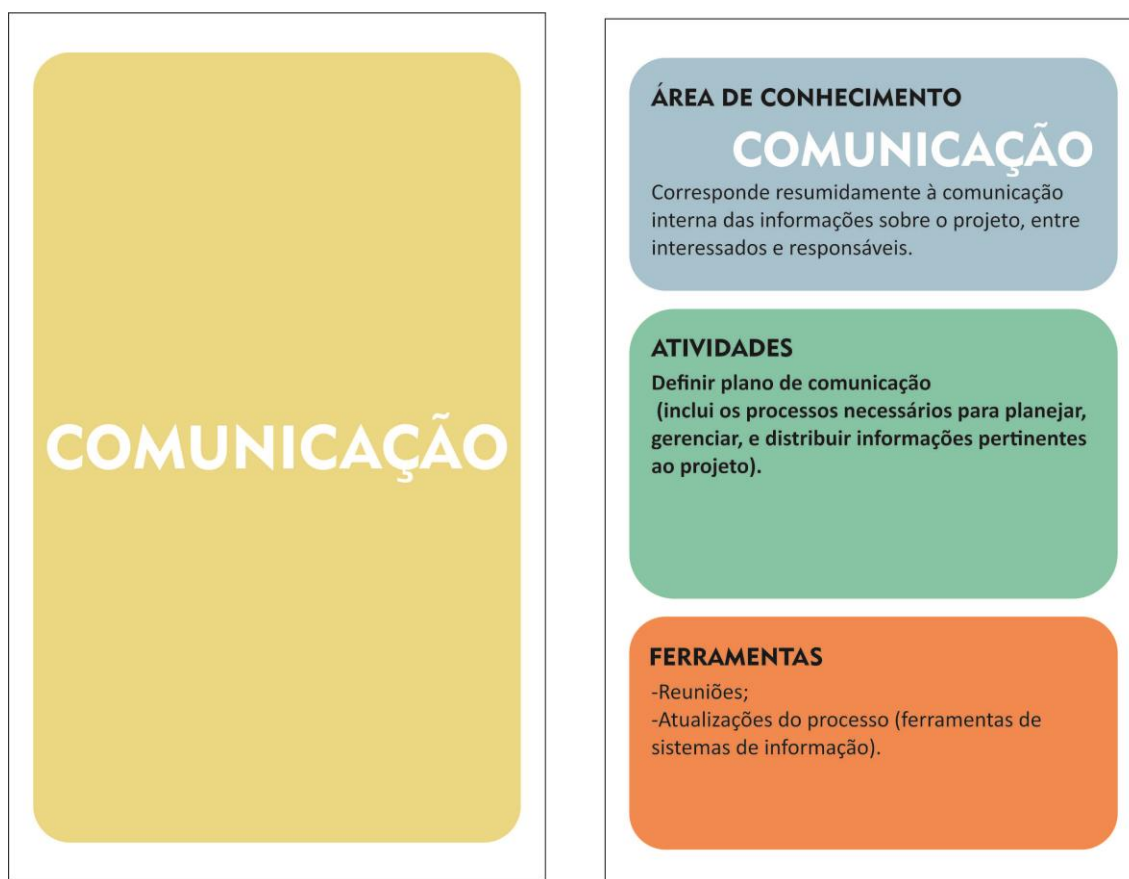 COMUNICAÇÃO
ÁREA DE CONHECIMENTO
COMUNICAÇÃO
Corresponde resumidamente à comunicação
interna das informações sobre o projeto, entre
interessados e responsáveis.
ATIVIDADES
Definir plano de comunicação
(inclui os processos necessários para planejar,
gerenciar, e distribuir informações pertinentes
ao projeto).
FERRAMENTAS
-Reuniões;
-Atualizações do processo (ferramentas de
sistemas de informação).